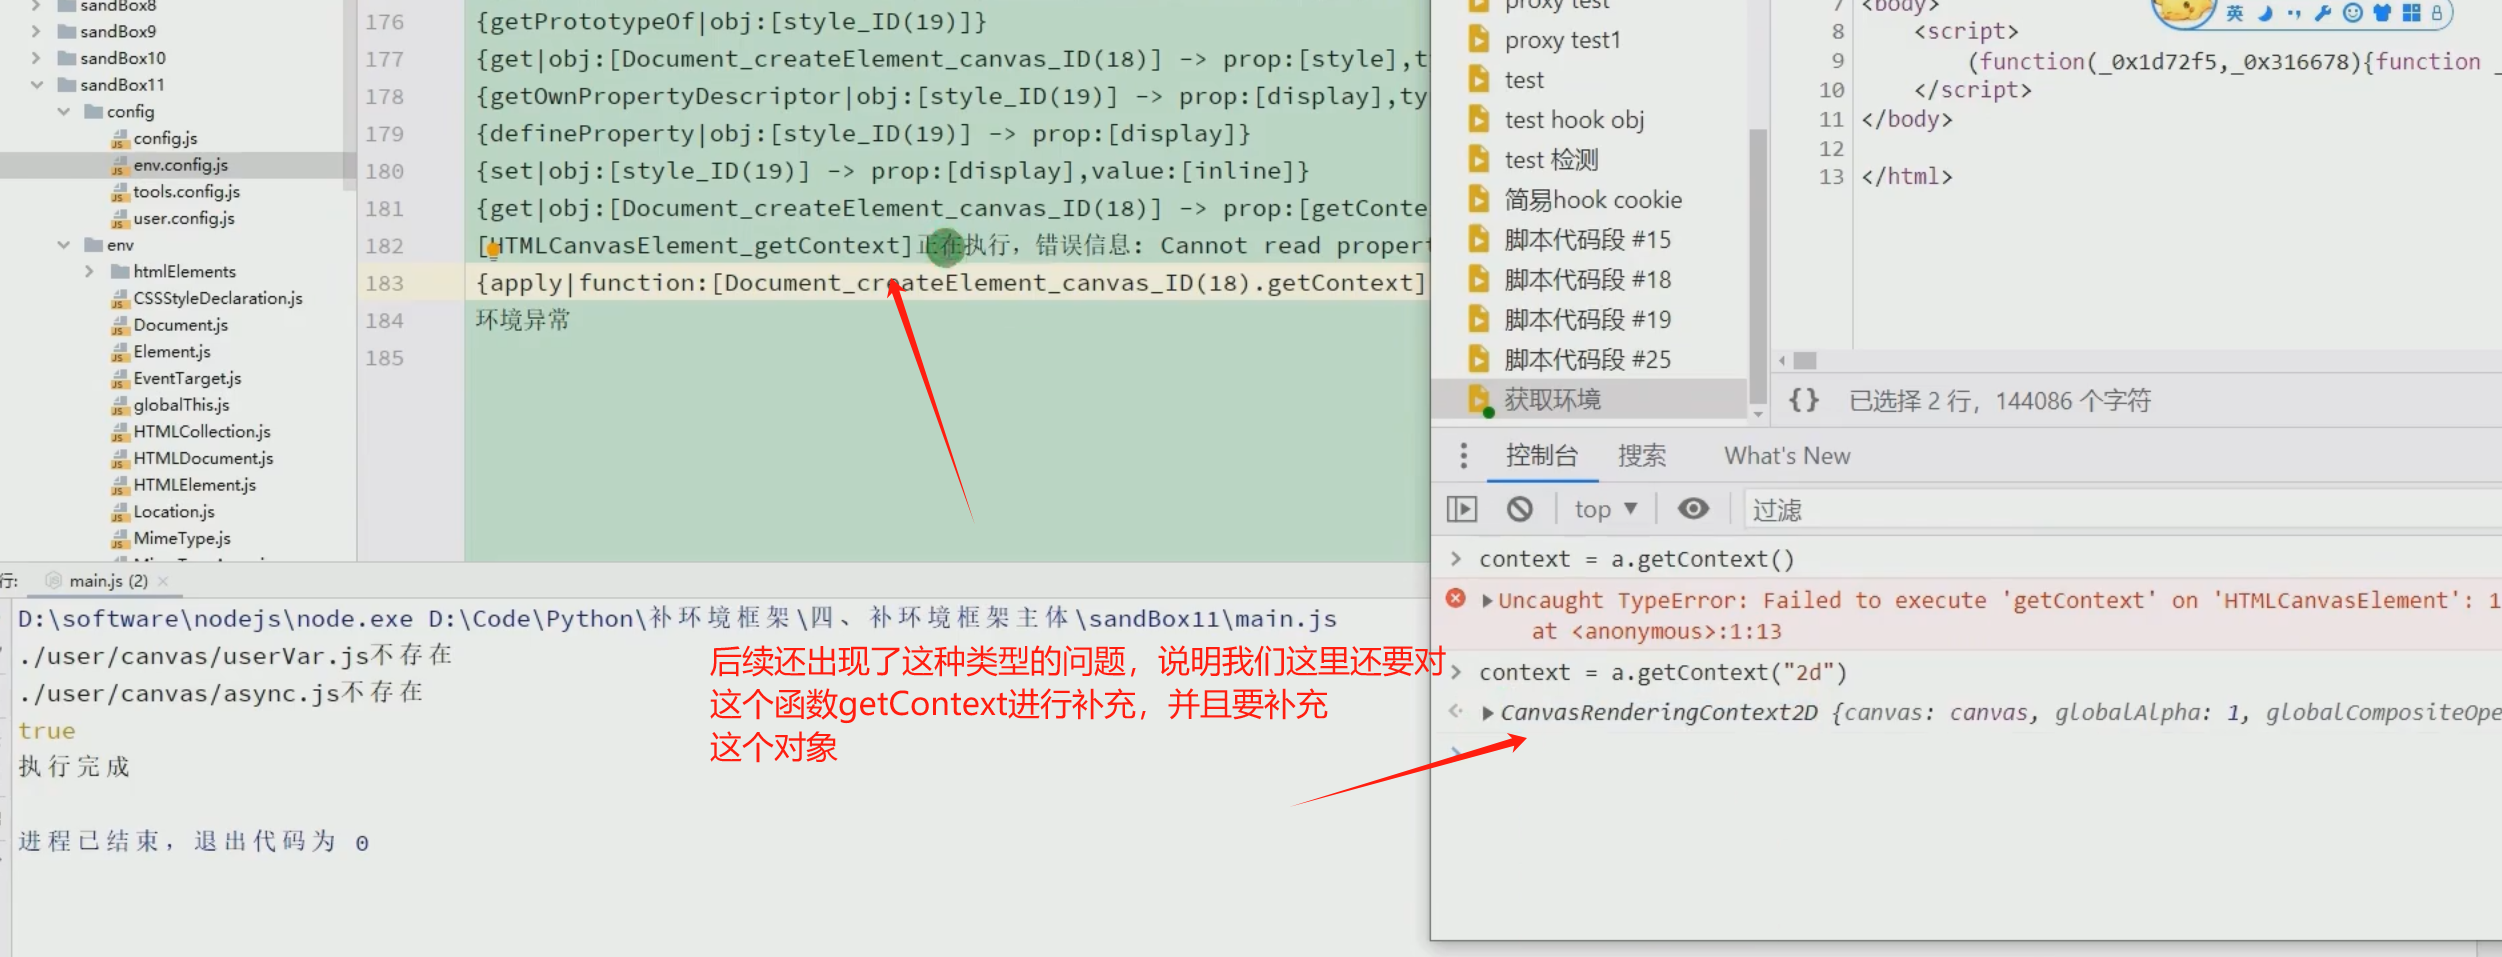 sandBox8
sandBox9
sandBox10
sandBox11
config
config.js
env.config.js
tools.config.js
user.config.js
env
htmlElements
CSSStyleDeclaration.js
Document.js
Element.js
EventTarget.js
globalThis.js
HTMLCollection.js
HTMLDocument.js
HTMLElement.js
Location.js
MimeType.js
176 {getPrototypeOf|obj:[style_ID(19)]}
177 {get|obj:[Document_createElement_canvas_ID(18)] -> prop:[style],t
178 {getOwnPropertyDescriptor|obj:[style_ID(19)] -> prop:[display],ty
179 {defineProperty|obj:[style_ID(19)] -> prop:[display]}
180 {set|obj:[style_ID(19)] -> prop:[display],value:[inline]}
181 {get|obj:[Document_createElement_canvas_ID(18)] -> prop:[getConte
182 [HTMLCanvasElement_getContext]正在执行，错误信息: Cannot read propert
183 {apply|function:[Document_createElement_canvas_ID(18).getContext]
184 环境异常
185
proxy test
proxy test1
test
test hook obj
test 检测
简易hook cookie
脚本代码段 #15
脚本代码段 #18
脚本代码段 #19
脚本代码段 #25
获取环境
英
7 <body>
8 <script>
9 (function(_0x1d72f5,_0x316678){function _
10 </script>
11 </body>
12
13 </html>
{} 已选择 2 行，144086 个字符
控制台 搜索 What's New
top ▼ 过滤
> context = a.getContext()
Uncaught TypeError: Failed to execute 'getContext' on 'HTMLCanvasElement': 1
at <anonymous>:1:13
> context = a.getContext("2d")
CanvasRenderingContext2D {canvas: canvas, globalAlpha: 1, globalCompositeOpe
行: main.js (2) ×
D:\software\nodejs\node.exe D:\Code\Python\补环境框架\四、补环境框架主体\sandBox11\main.js
./user/canvas/userVar.js不存在
./user/canvas/async.js不存在
true
执行完成
进程已结束，退出代码为 0
后续还出现了这种类型的问题，说明我们这里还要对
这个函数getContext进行补充，并且要补充
这个对象